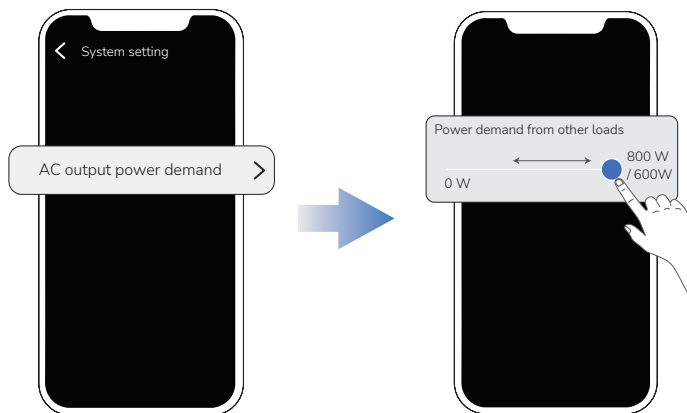 System setting
AC output power demand
Power demand from other loads
800 W
/ 600W
0 W